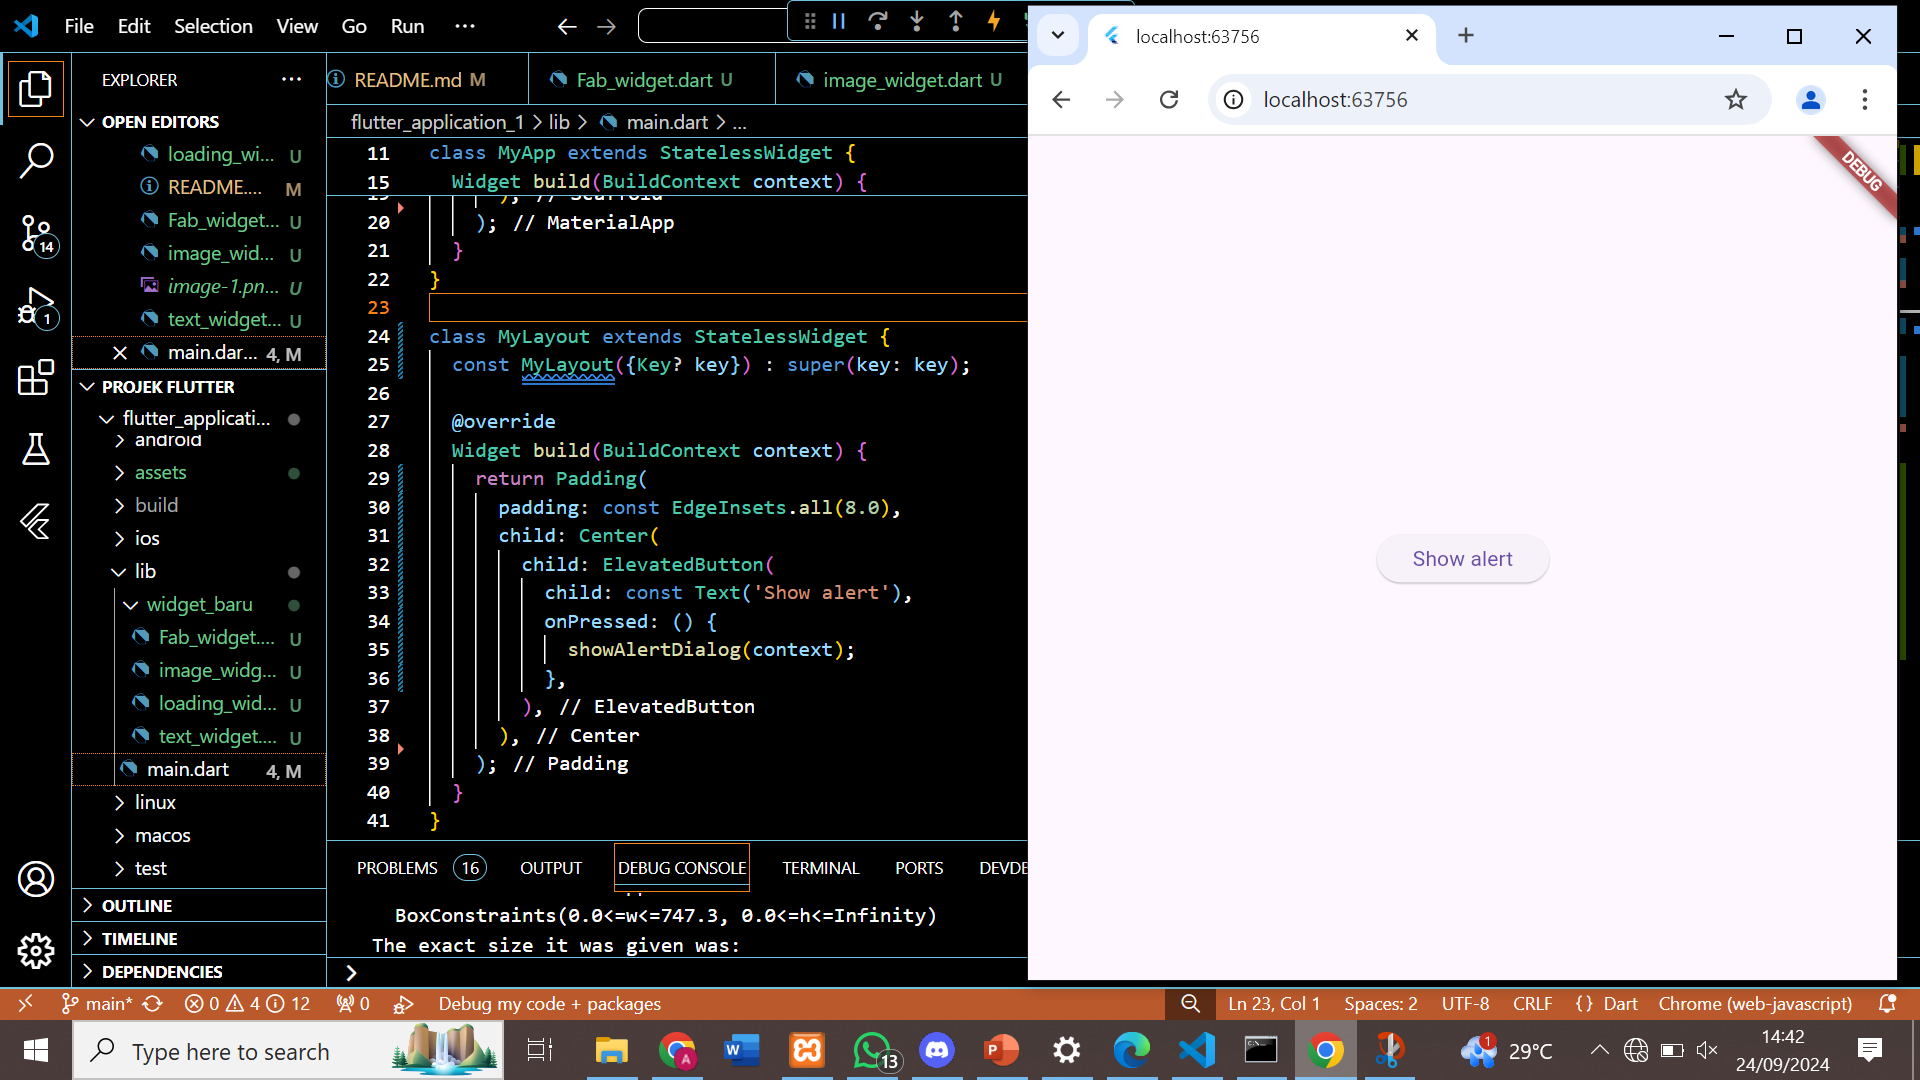 File Edit Selection View Go Run ···
EXPLORER ···
OPEN EDITORS
loading_wi... U
README.... M
Fab_widget... U
image_wid... U
image-1.pn... U
text_widget... U
main.dar... 4, M
PROJEK FLUTTER
flutter_applicati...
android
assets
build
ios
lib
widget_baru
Fab_widget.... U
image_widg... U
loading_wid... U
text_widget.... U
main.dart 4, M
linux
macos
test
OUTLINE
TIMELINE
DEPENDENCIES
14
1
README.md M
Fab_widget.dart U
image_widget.dart U
flutter_application_1 > lib > main.dart > ...
11 class MyApp extends StatelessWidget {
15 Widget build(BuildContext context) {
19 ); // Scaffold
20 ); // MaterialApp
21 }
22 }
23
24 class MyLayout extends StatelessWidget {
25 const MyLayout({Key? key}) : super(key: key);
26
27 @override
28 Widget build(BuildContext context) {
29 return Padding(
30 padding: const EdgeInsets.all(8.0),
31 child: Center(
32 child: ElevatedButton(
33 child: const Text('Show alert'),
34 onPressed: () {
35 showAlertDialog(context);
36 },
37 ), // ElevatedButton
38 ), // Center
39 ); // Padding
40 }
41 }
PROBLEMS 16 OUTPUT DEBUG CONSOLE TERMINAL PORTS
BoxConstraints(0.0<=w<=747.3, 0.0<=h<=Infinity)
The exact size it was given was:
>
localhost:63756
localhost:63756
DEBUG
Show alert
main* 0 4 12 0 Debug my code + packages Ln 23, Col 1 Spaces: 2 UTF-8 CRLF {} Dart Chrome (web-javascript)
Type here to search
A
13
1
29°C
14:42
24/09/2024